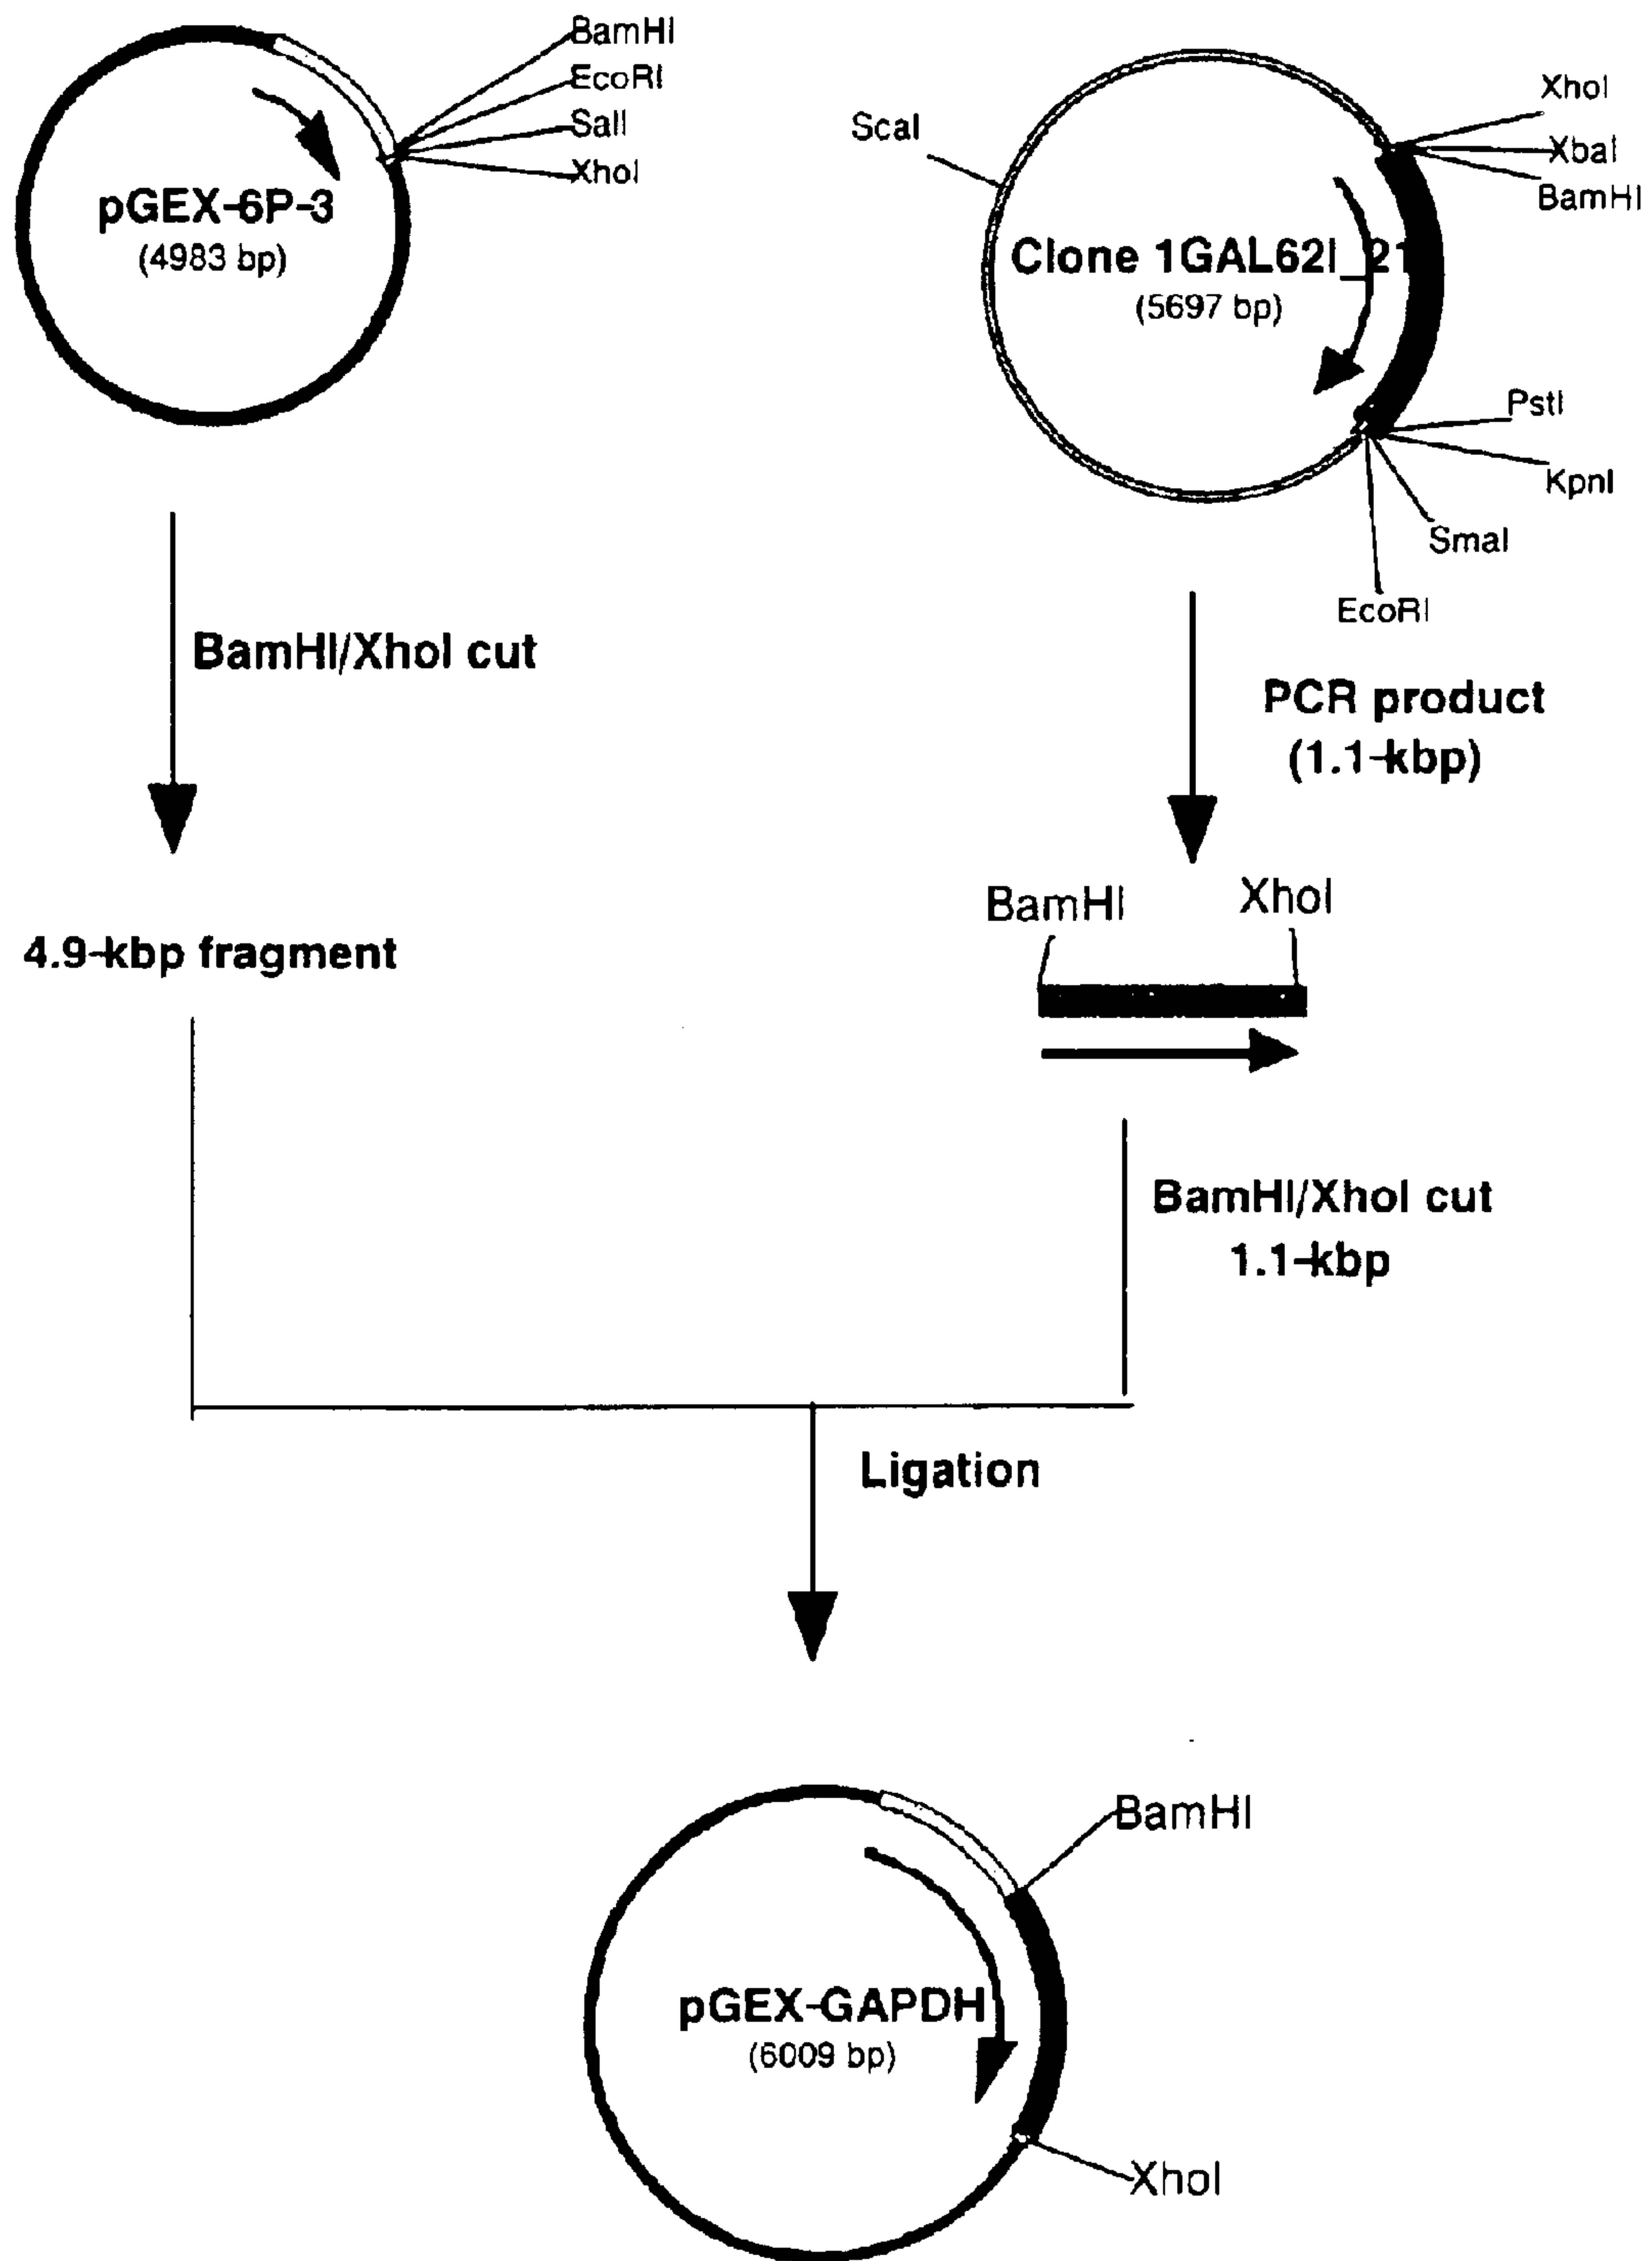 BamHI
EcoRI
SalI
XhoI
pGEX-6P-3
(4983 bp)
ScaI
XhoI
XbaI
BamHI
Clone 1GAL62I_21
(5697 bp)
PstI
KpnI
SmaI
EcoRI
BamHI/XhoI cut
PCR product
(1.1-kbp)
BamHI
XhoI
4.9-kbp fragment
BamHI/XhoI cut
1.1-kbp
Ligation
BamHI
pGEX-GAPDH
(6009 bp)
XhoI